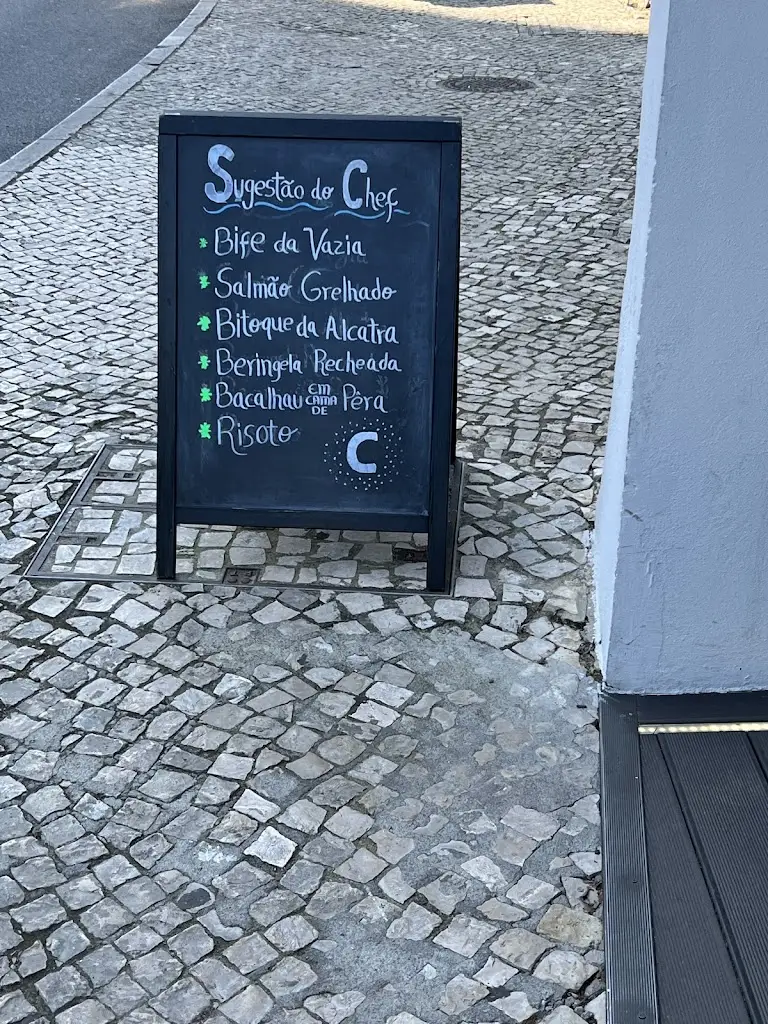 Sugestão do Chef
Bife da Vazia
Salmão Grelhado
Bitoque da Alcatra
Beringela Recheada
Bacalhau EM CAMA DE Pêra
Risoto
C